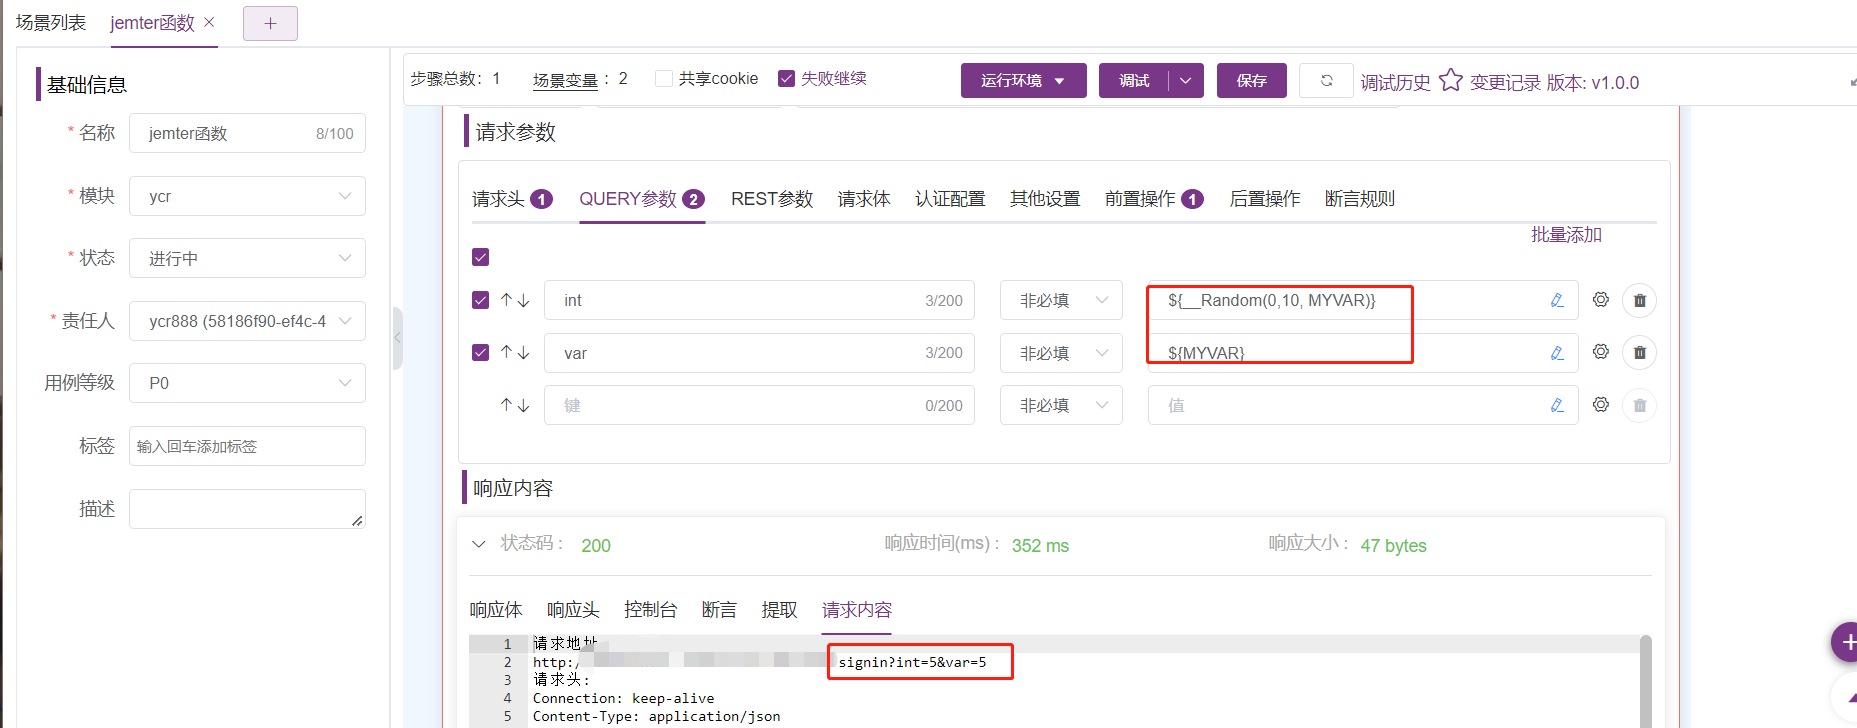 场景列表 jemter函数 × +
步骤总数：1 场景变量 ：2 共享cookie 失败继续 运行环境 调试 保存 调试历史 变更记录 版本: v1.0.0
基础信息
* 名称 jemter函数 8/100
* 模块 ycr
* 状态 进行中
* 责任人 ycr888 (58186f90-ef4c-4
用例等级 P0
标签 输入回车添加标签
描述
请求参数
请求头 1 QUERY参数 2 REST参数 请求体 认证配置 其他设置 前置操作 1 后置操作 断言规则
批量添加
int 3/200 非必填 ${__Random(0,10, MYVAR)}
var 3/200 非必填 ${MYVAR}
键 0/200 非必填 值
响应内容
状态码： 200 响应时间(ms)： 352 ms 响应大小： 47 bytes
响应体 响应头 控制台 断言 提取 请求内容
1 请求地址
2 http:/ signin?int=5&var=5
3 请求头:
4 Connection: keep-alive
5 Content-Type: application/json